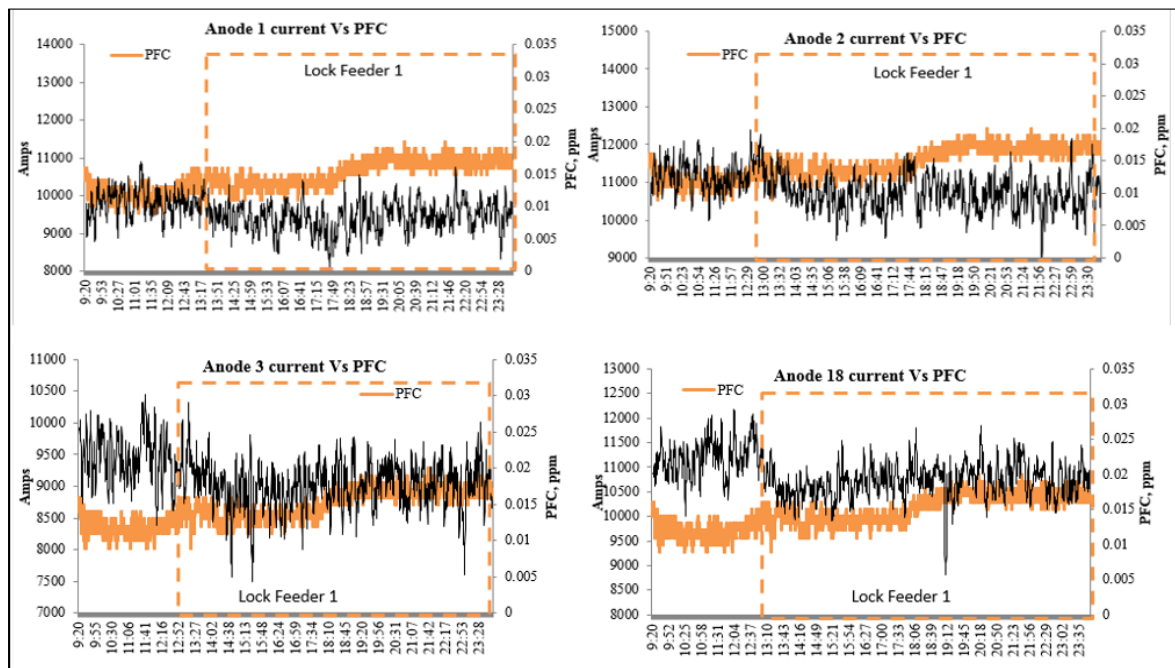 Anode 1 current Vs PFC
PFC
Lock Feeder 1
Amps
PFC, ppm
14000
13000
12000
11000
10000
9000
8000
0.035
0.03
0.025
0.02
0.015
0.01
0.005
0
9:20 9:53 10:27 11:01 11:35 12:09 12:43 13:17 13:51 14:25 14:59 15:33 16:07 16:41 17:15 17:49 18:23 18:57 19:31 20:05 20:39 21:12 21:46 22:20 22:54 23:28
Anode 2 current Vs PFC
PFC
Lock Feeder 1
Amps
PFC, ppm
15000
14000
13000
12000
11000
10000
9000
0.035
0.03
0.025
0.02
0.015
0.01
0.005
0
9:20 9:51 10:23 10:54 11:26 11:57 12:29 13:00 13:32 14:03 14:35 15:06 15:38 16:09 16:41 17:12 17:44 18:15 18:47 19:18 19:50 20:21 20:53 21:24 21:56 22:27 22:59 23:30
Anode 3 current Vs PFC
PFC
Lock Feeder 1
Amps
PFC, ppm
11000
10500
10000
9500
9000
8500
8000
7500
7000
0.035
0.03
0.025
0.02
0.015
0.01
0.005
0
9:20 9:55 10:30 11:06 11:41 12:16 12:52 13:27 14:02 14:38 15:13 15:48 16:24 16:59 17:34 18:10 18:45 19:20 19:56 20:31 21:07 21:42 22:17 22:53 23:28
Anode 18 current Vs PFC
PFC
Lock Feeder 1
Amps
PFC, ppm
13000
12500
12000
11500
11000
10500
10000
9500
9000
8500
8000
0.035
0.03
0.025
0.02
0.015
0.01
0.005
0
9:20 9:52 10:25 10:58 11:31 12:04 12:37 13:10 13:43 14:16 14:49 15:21 15:54 16:27 17:00 17:33 18:06 18:39 19:12 19:45 20:18 20:50 21:23 21:56 22:29 23:02 23:35